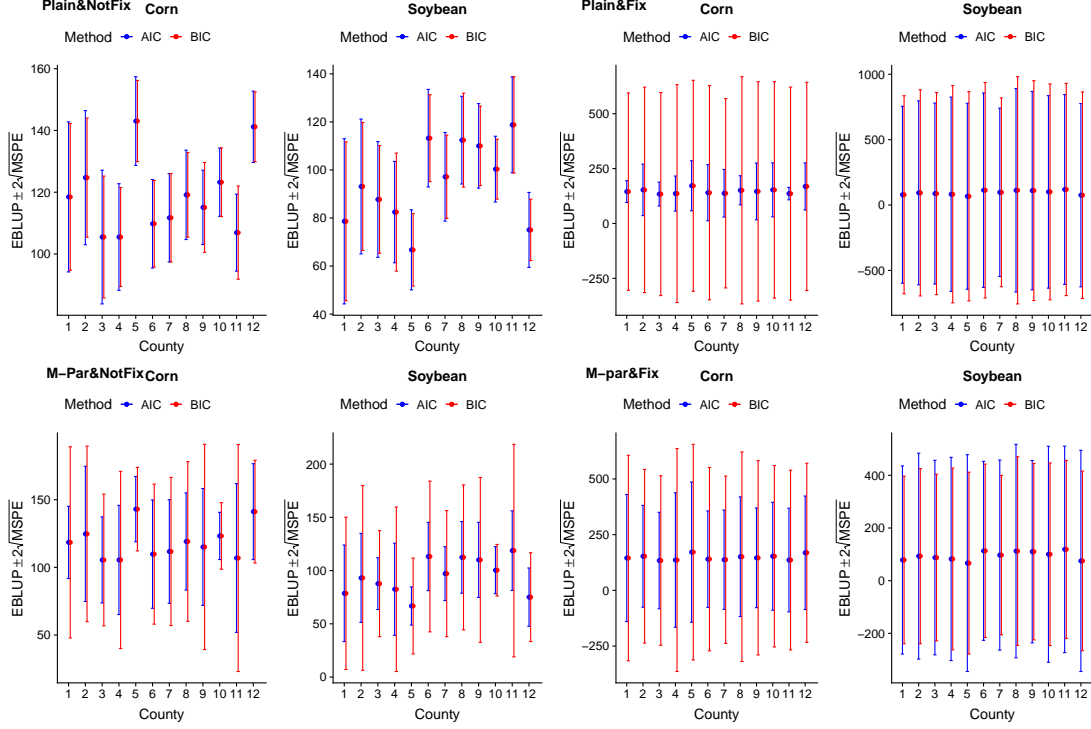 Plain&NotFix Corn
Method AIC BIC
160
140
120
100
EBLUP ± 2√MSPE
1 2 3 4 5 6 7 8 9 10 11 12
County
Soybean
Method AIC BIC
140
120
100
80
60
40
EBLUP ± 2√MSPE
1 2 3 4 5 6 7 8 9 10 11 12
County
Plain&Fix Corn
Method AIC BIC
500
250
0
−250
EBLUP ± 2√MSPE
1 2 3 4 5 6 7 8 9 10 11 12
County
Soybean
Method AIC BIC
1000
500
0
−500
EBLUP ± 2√MSPE
1 2 3 4 5 6 7 8 9 10 11 12
County
M−Par&NotFix Corn
Method AIC BIC
150
100
50
EBLUP ± 2√MSPE
1 2 3 4 5 6 7 8 9 10 11 12
County
Soybean
Method AIC BIC
200
150
100
50
0
EBLUP ± 2√MSPE
1 2 3 4 5 6 7 8 9 10 11 12
County
M−par&Fix Corn
Method AIC BIC
500
250
0
−250
EBLUP ± 2√MSPE
1 2 3 4 5 6 7 8 9 10 11 12
County
Soybean
Method AIC BIC
400
200
0
−200
EBLUP ± 2√MSPE
1 2 3 4 5 6 7 8 9 10 11 12
County